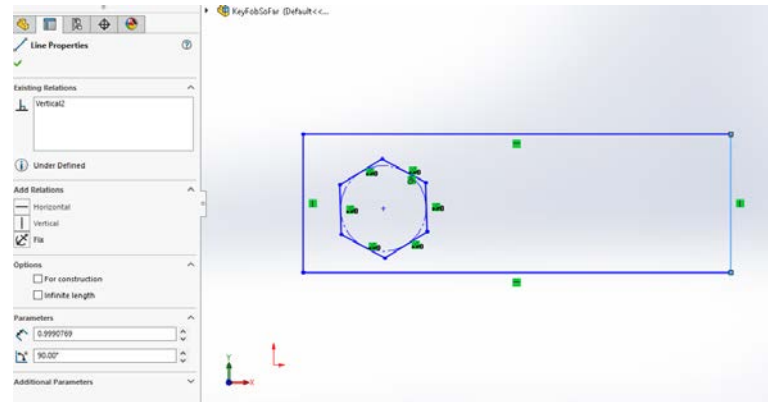 KeyFobSoFar (Default<<...
Line Properties
Existing Relations
Vertical2
Under Defined
Add Relations
Horizontal
Vertical
Fix
Options
For construction
Infinite length
Parameters
0.9990769
90.00°
Additional Parameters
Y
X